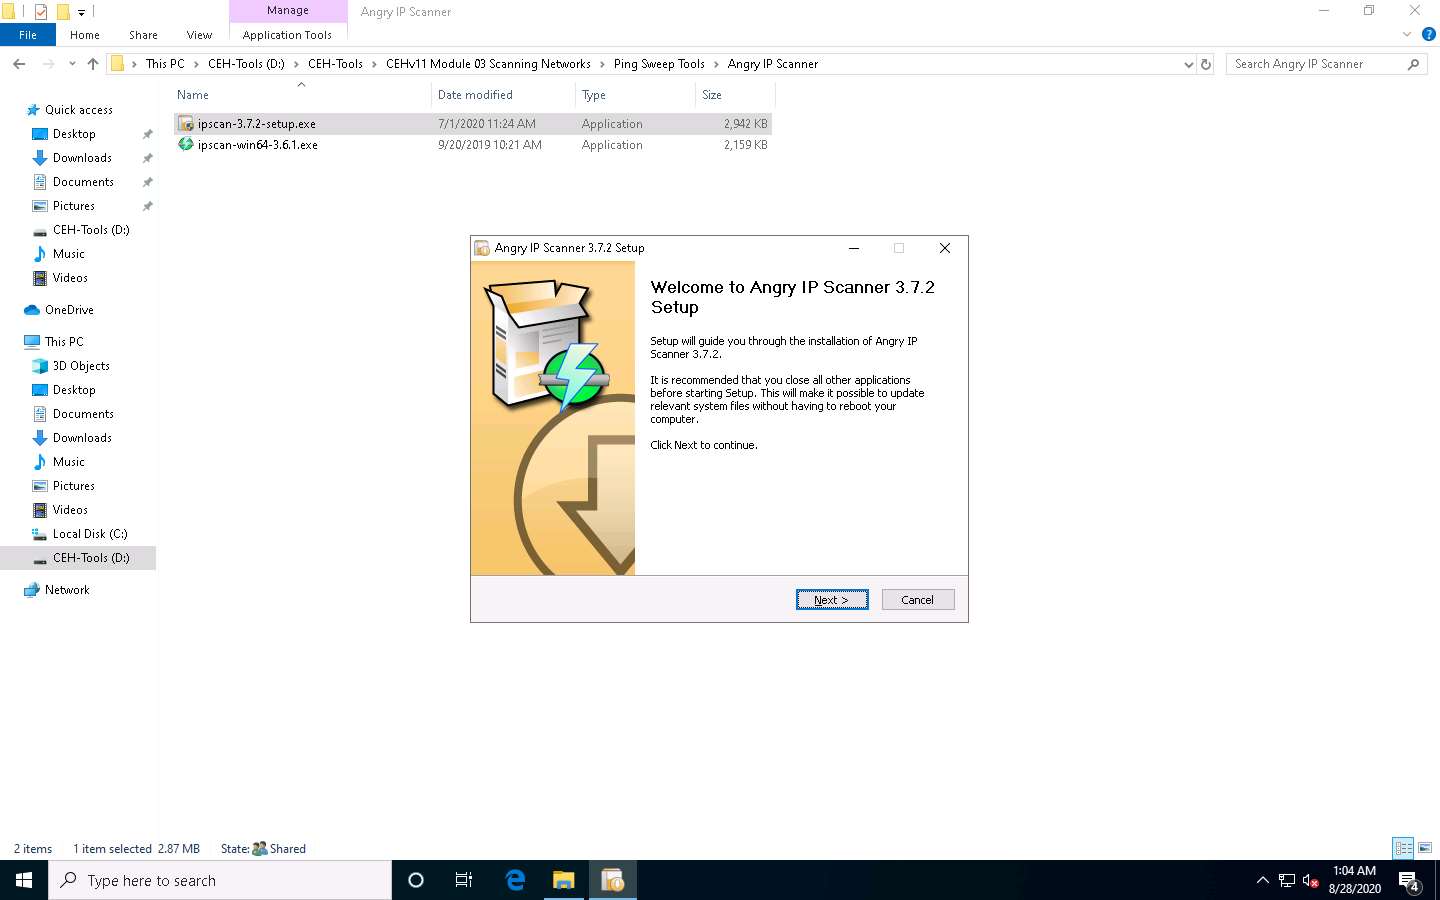 Manage
Angry IP Scanner
File
Home
Share
View
Application Tools
This PC > CEH-Tools (D:) > CEH-Tools > CEHv11 Module 03 Scanning Networks > Ping Sweep Tools > Angry IP Scanner
Search Angry IP Scanner
Name
Date modified
Type
Size
ipscan-3.7.2-setup.exe 7/1/2020 11:24 AM Application 2,942 KB
ipscan-win64-3.6.1.exe 9/20/2019 10:21 AM Application 2,159 KB
Quick access
Desktop
Downloads
Documents
Pictures
CEH-Tools (D:)
Music
Videos
OneDrive
This PC
3D Objects
Desktop
Documents
Downloads
Music
Pictures
Videos
Local Disk (C:)
CEH-Tools (D:)
Network
Angry IP Scanner 3.7.2 Setup
Welcome to Angry IP Scanner 3.7.2
Setup
Setup will guide you through the installation of Angry IP
Scanner 3.7.2.
It is recommended that you close all other applications
before starting Setup. This will make it possible to update
relevant system files without having to reboot your
computer.
Click Next to continue.
Next >
Cancel
2 items
1 item selected 2.87 MB
State: Shared
Type here to search
1:04 AM
8/28/2020
4